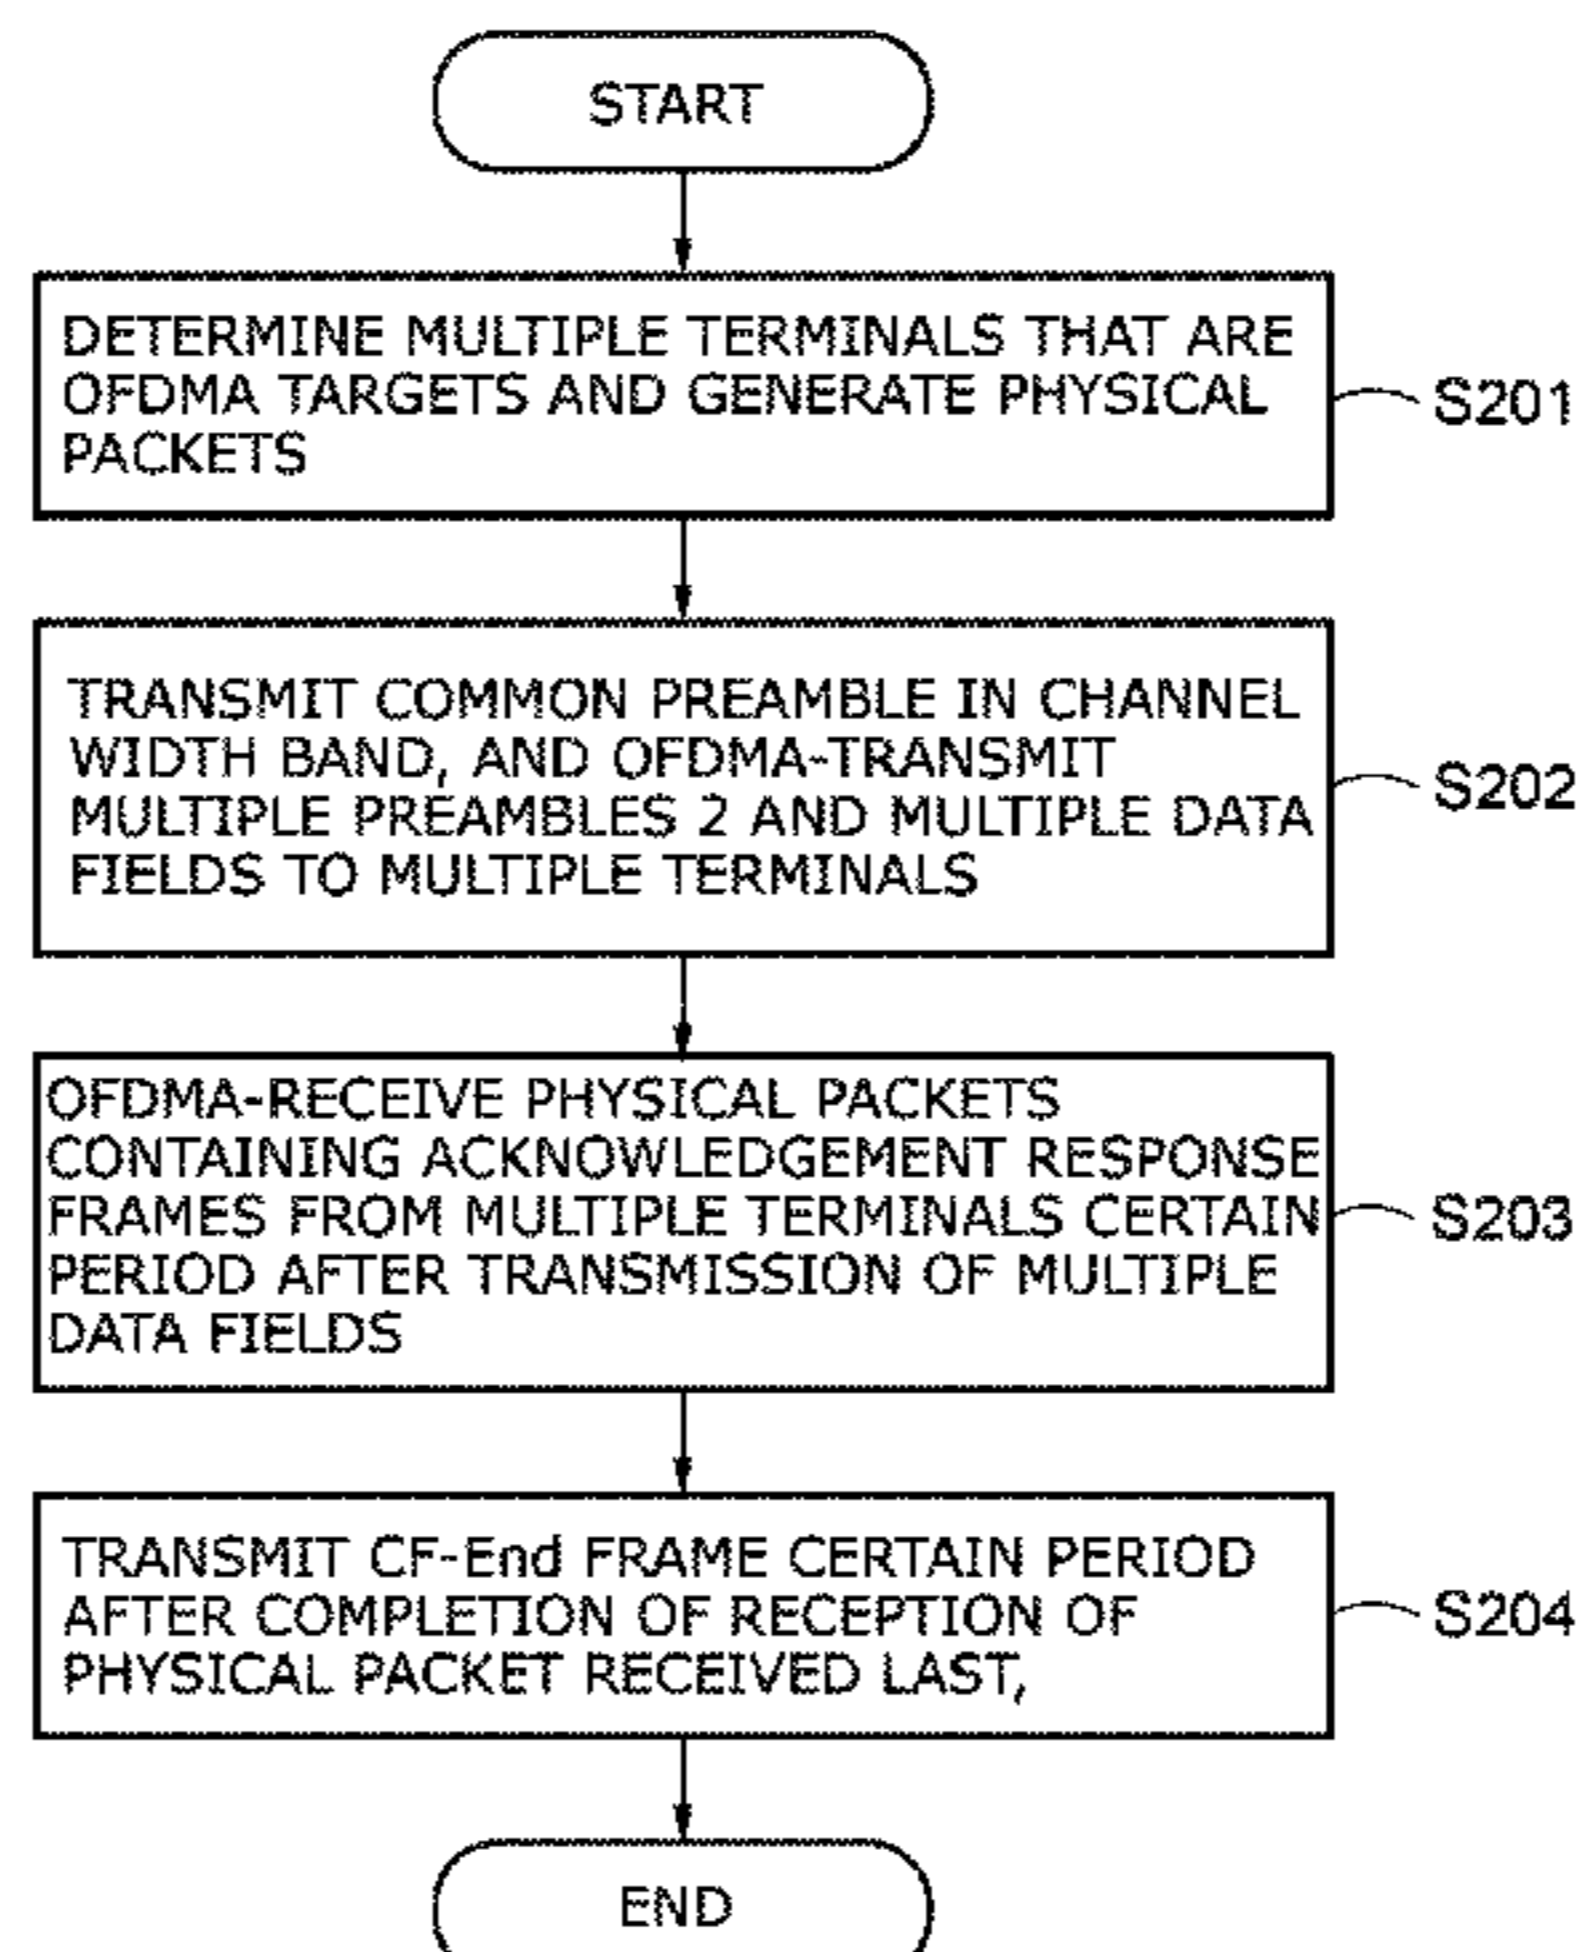 START
DETERMINE MULTIPLE TERMINALS THAT ARE
OFDMA TARGETS AND GENERATE PHYSICAL
PACKETS
S201
TRANSMIT COMMON PREAMBLE IN CHANNEL
WIDTH BAND, AND OFDMA-TRANSMIT
MULTIPLE PREAMBLES 2 AND MULTIPLE DATA
FIELDS TO MULTIPLE TERMINALS
S202
OFDMA-RECEIVE PHYSICAL PACKETS
CONTAINING ACKNOWLEDGEMENT RESPONSE
FRAMES FROM MULTIPLE TERMINALS CERTAIN
PERIOD AFTER TRANSMISSION OF MULTIPLE
DATA FIELDS
S203
TRANSMIT CF-End FRAME CERTAIN PERIOD
AFTER COMPLETION OF RECEPTION OF
PHYSICAL PACKET RECEIVED LAST,
S204
END